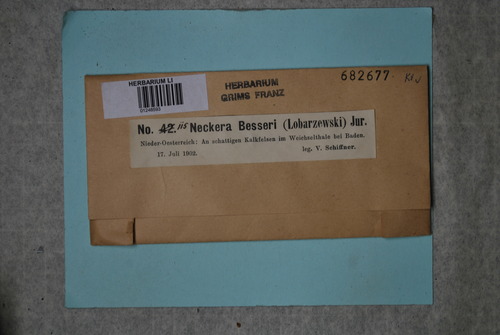 HERBARIUM LI
01246593
HERBARIUM
GRIMS FRANZ
682677
No. 42. 115 Neckera Besseri (Lobarzewski) Jur.
Nieder-Oesterreich: An schattigen Kalkfelsen im Weichselthale bei Baden.
17. Juli 1902. leg. V. Schiffner.